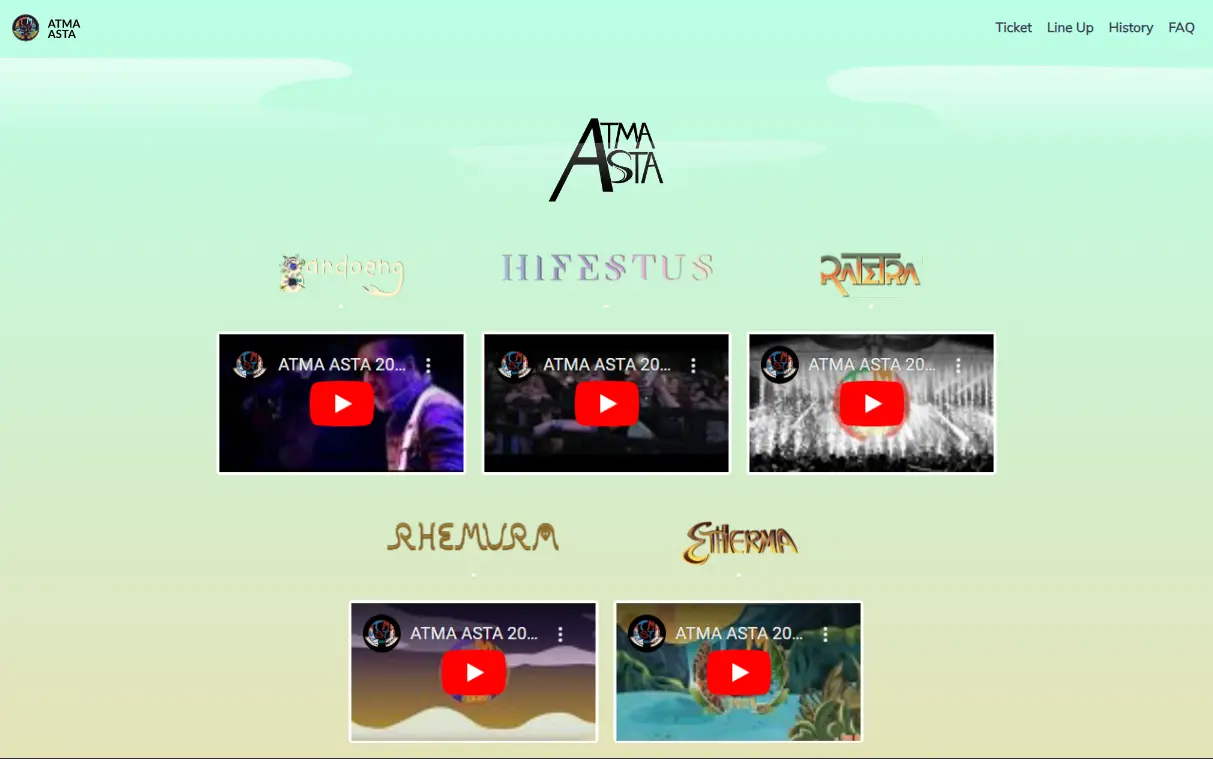 ATMA
ASTA
Ticket Line Up History FAQ
ATMA
ASTA
Gandoeng HIFESTUS RATETRA
ATMA ASTA 20... ATMA ASTA 20... ATMA ASTA 20...
RHEMURA ETHERMA
ATMA ASTA 20... ATMA ASTA 20...